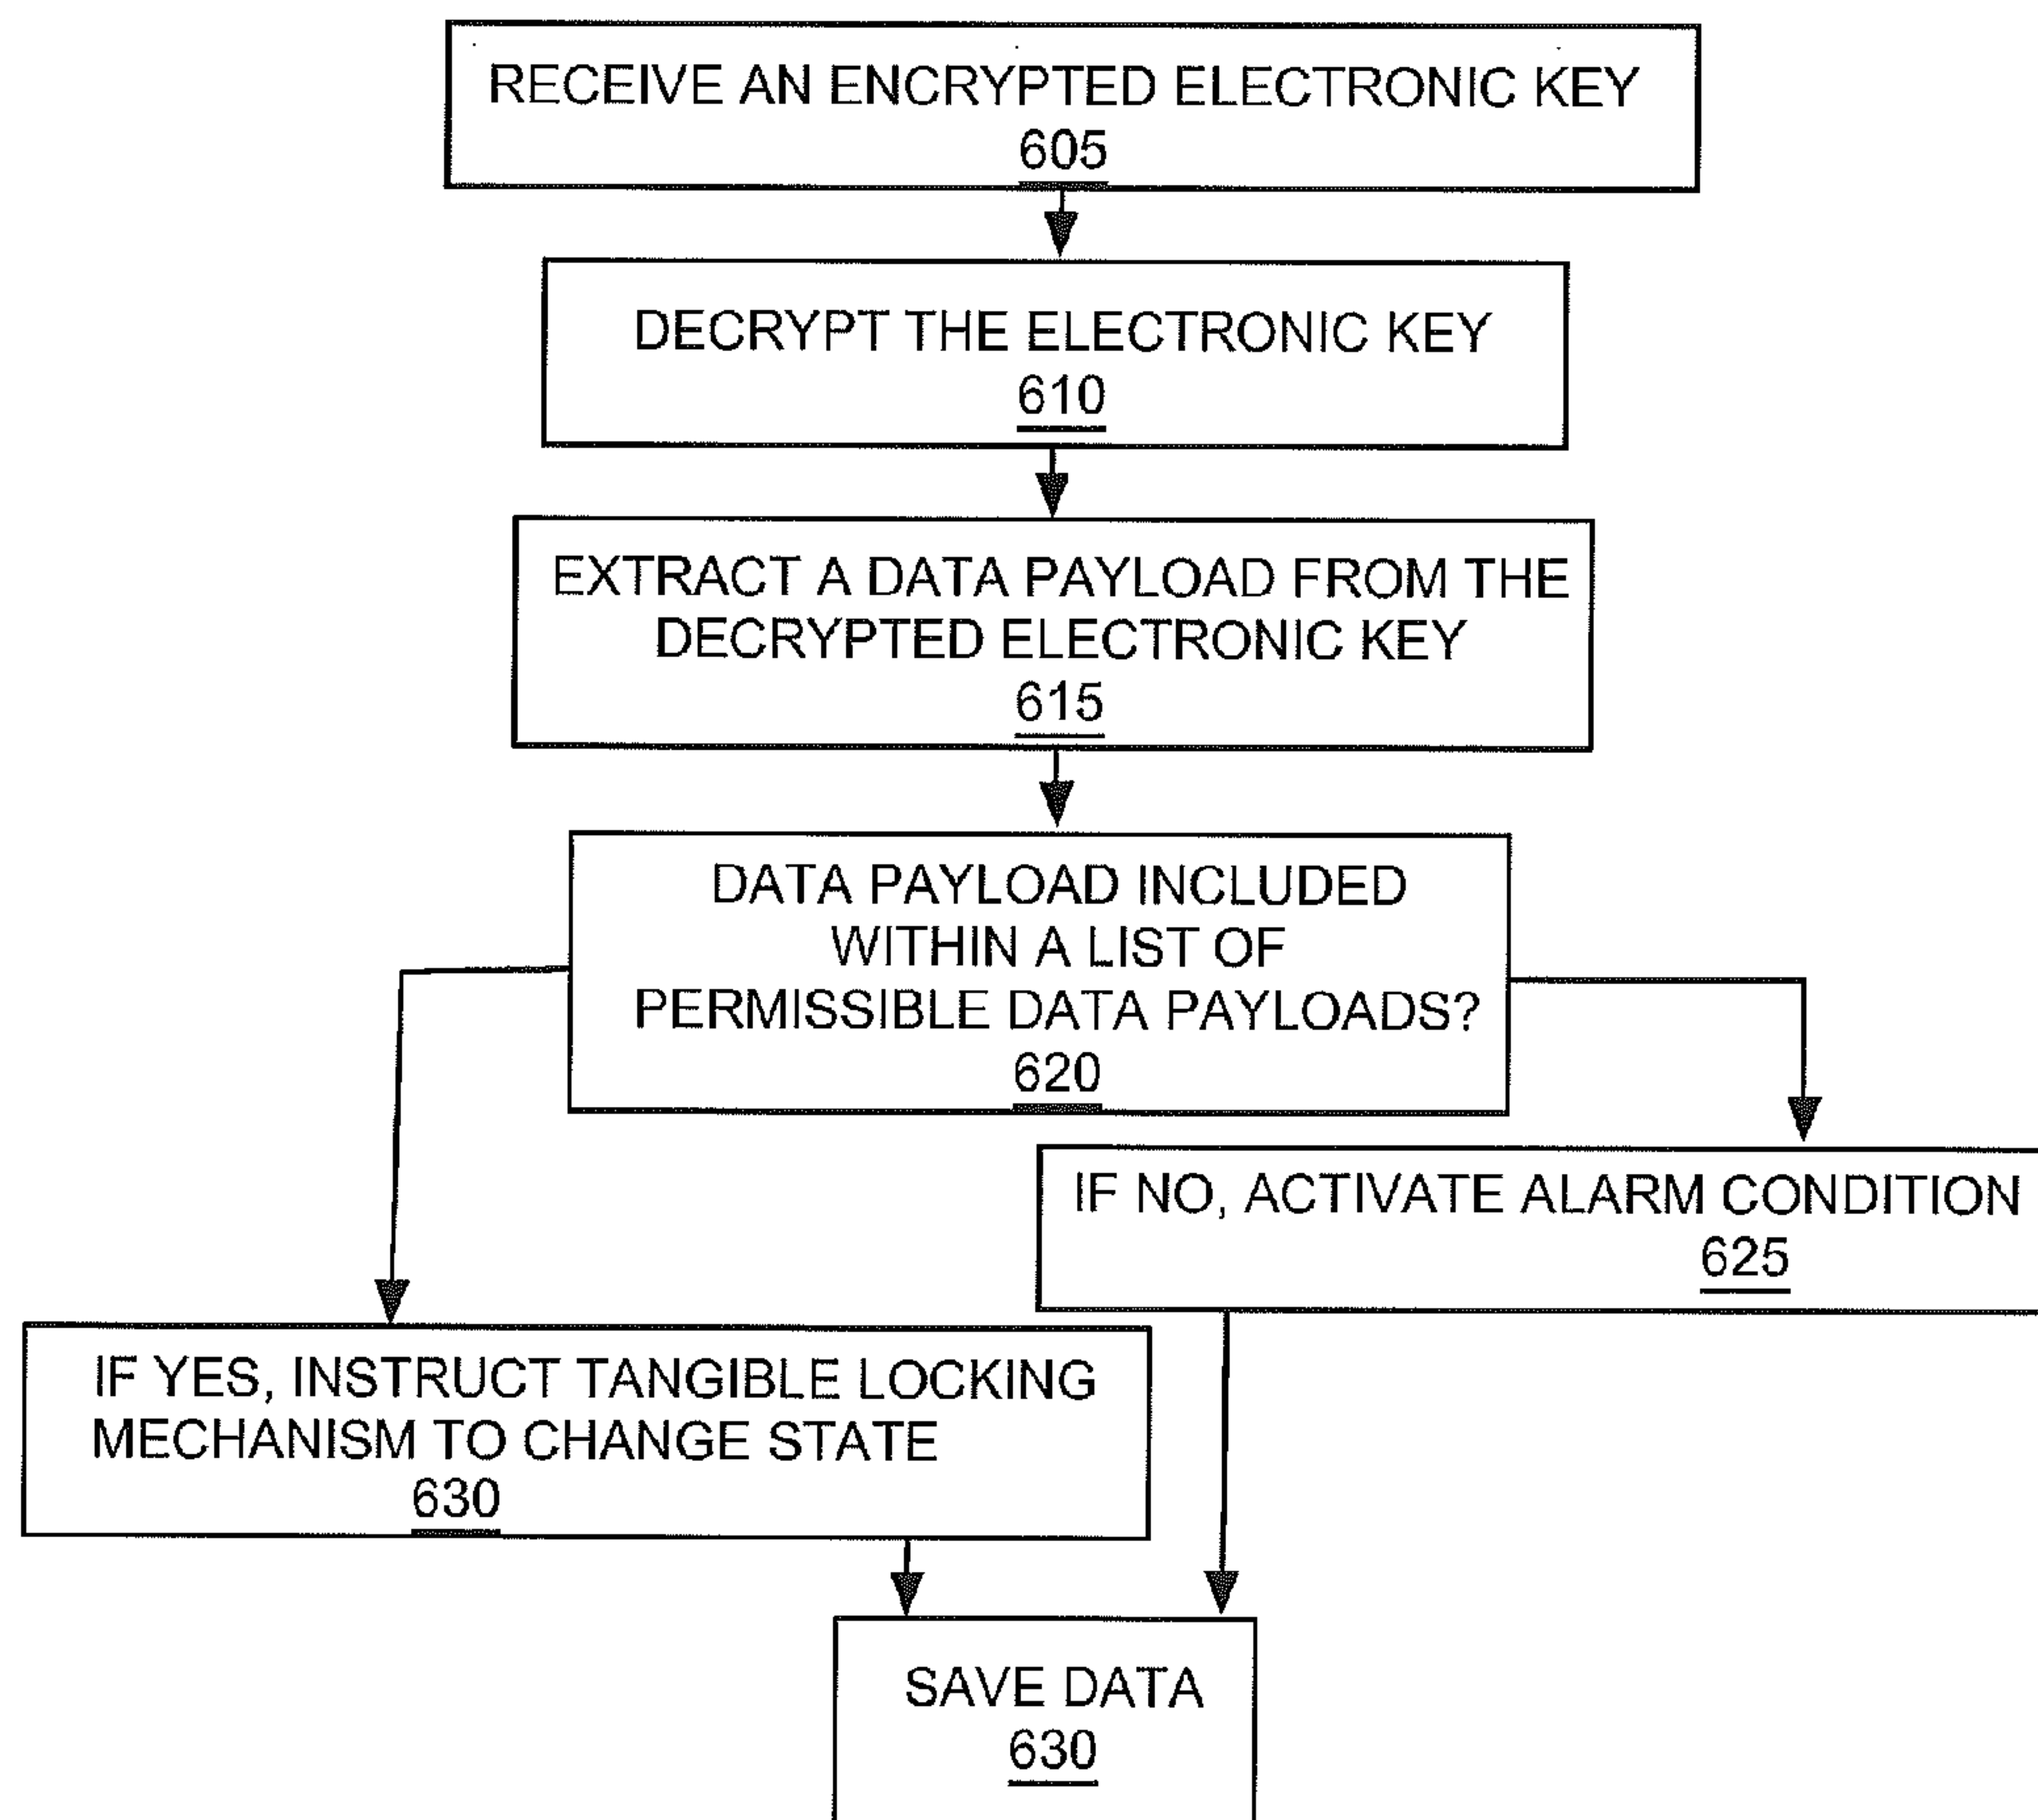 RECEIVE AN ENCRYPTED ELECTRONIC KEY
605
DECRYPT THE ELECTRONIC KEY
610
EXTRACT A DATA PAYLOAD FROM THE
DECRYPTED ELECTRONIC KEY
615
DATA PAYLOAD INCLUDED
WITHIN A LIST OF
PERMISSIBLE DATA PAYLOADS?
620
IF NO, ACTIVATE ALARM CONDITION
625
IF YES, INSTRUCT TANGIBLE LOCKING
MECHANISM TO CHANGE STATE
630
SAVE DATA
630